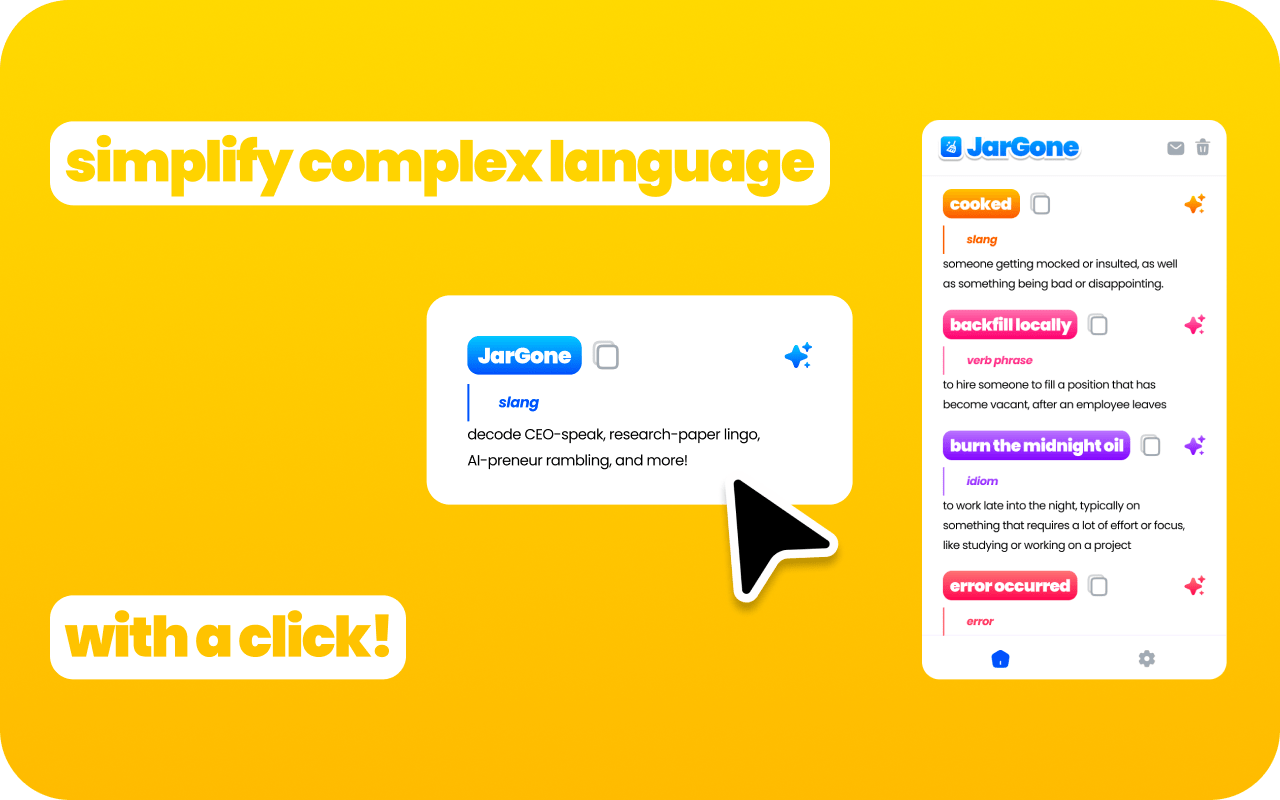 simplify complex language
JarGone
slang
decode CEO-speak, research-paper lingo,
AI-preneur rambling, and more!
with a click!
JarGone
cooked
slang
someone getting mocked or insulted, as well
as something being bad or disappointing.
backfill locally
verb phrase
to hire someone to fill a position that has
become vacant, after an employee leaves
burn the midnight oil
idiom
to work late into the night, typically on
something that requires a lot of effort or focus,
like studying or working on a project
error occurred
error